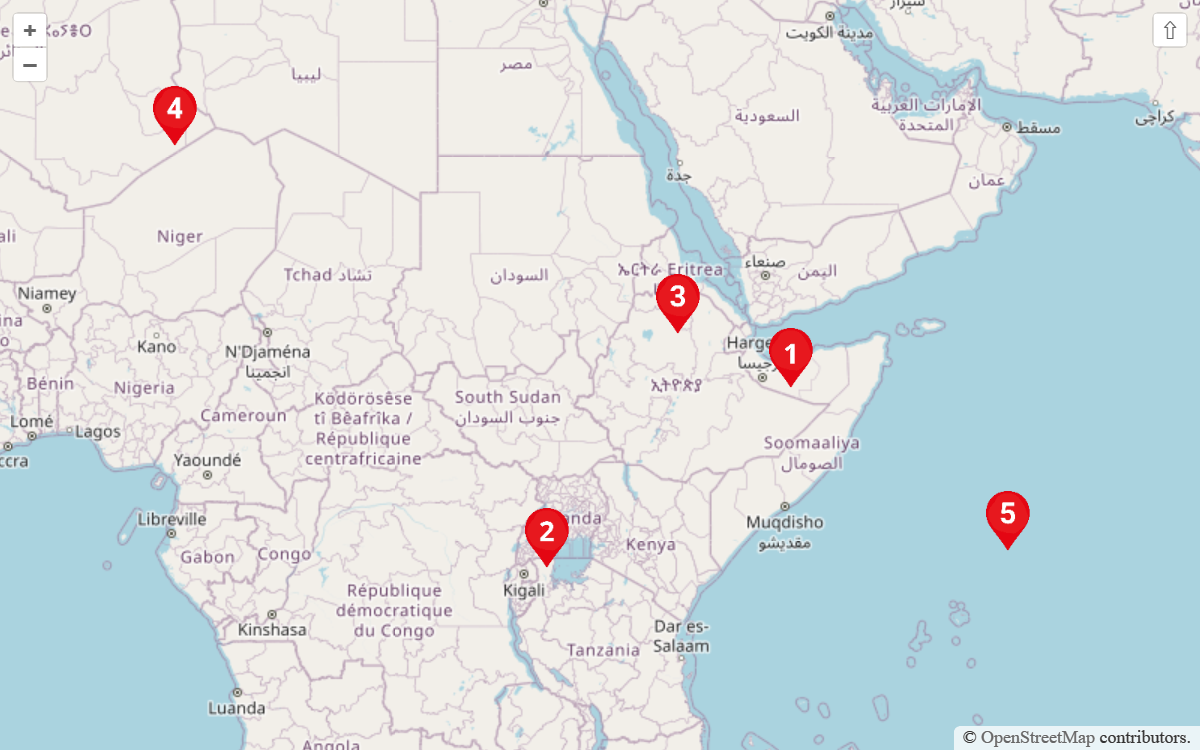 +
−
⇧
ليبيا
مصر
مدينة الكويت
السعودية
الإمارات العربية
المتحدة
مسقط
کراچی
عمان
جدة
4
Niger
Tchad تشاد
السودان
ኤርትራ Eritrea
صنعاء
اليمن
Niamey
3
Kano
N'Djaména
انجمينا
1
Bénin
Nigeria
Cameroun
Ködörösêse
tî Bêafrîka /
République
centrafricaine
South Sudan
جنوب السودان
ኢትዮጵያ
Lomé
Lagos
Soomaaliya
الصومال
Yaoundé
Libreville
Gabon
Congo
2
Kenya
Muqdisho
مقديشو
5
Kigali
République
démocratique
du Congo
Kinshasa
Tanzania
Dar es-
Salaam
Luanda
Angola
© OpenStreetMap contributors.